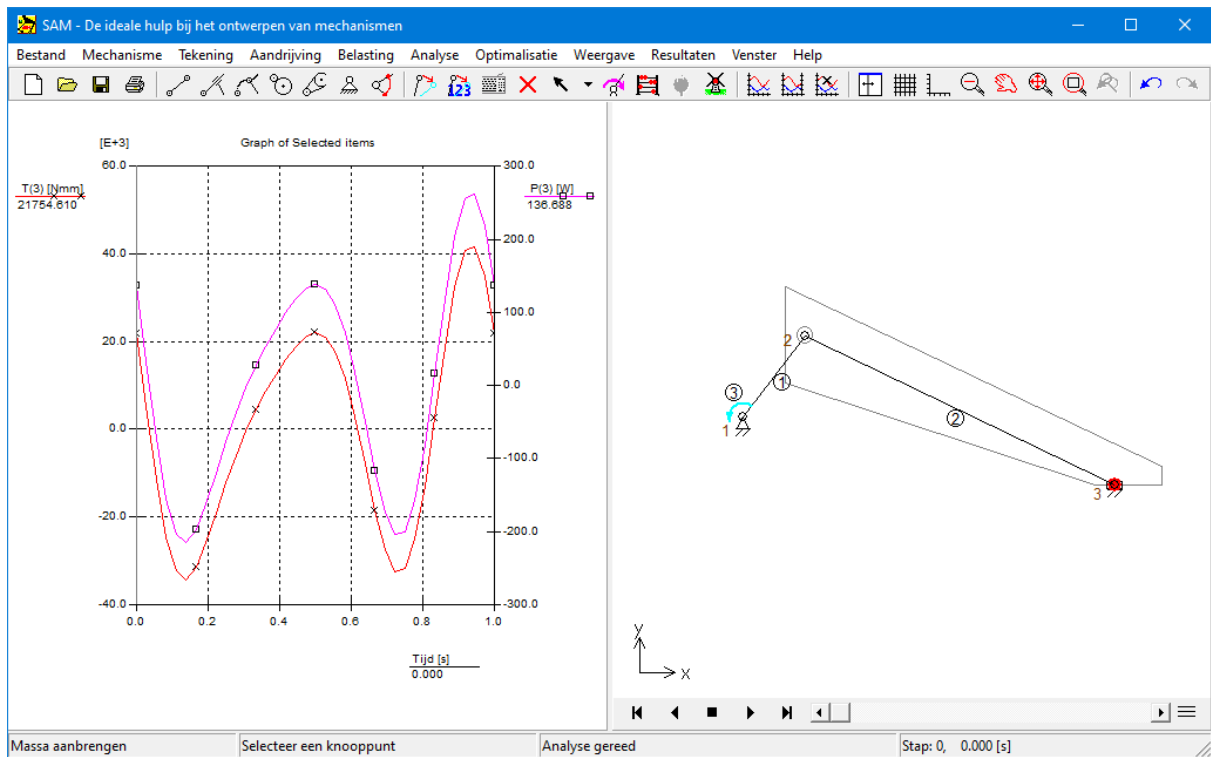 SAM - De ideale hulp bij het ontwerpen van mechanismen
Bestand Mechanisme Tekening Aandrijving Belasting Analyse Optimalisatie Weergave Resultaten Venster Help
123
[E+3] Graph of Selected items
60.0 300.0
T(3) [Nmm] P(3) [W]
21754.610 136.688
40.0 200.0
20.0 100.0
0.0
0.0
-100.0
-20.0 -200.0
-40.0 -300.0
0.0 0.2 0.4 0.6 0.8 1.0
Tijd [s]
0.000
2
1
3
2
1
3
y
x
Massa aanbrengen Selecteer een knooppunt Analyse gereed Stap: 0, 0.000 [s]